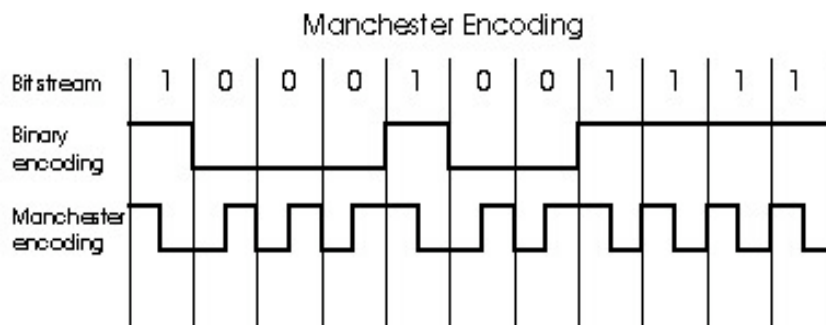 Manchester Encoding
Bitstream 1 0 0 0 1 0 0 1 1 1 1
Binary
encoding
Manchester
encoding